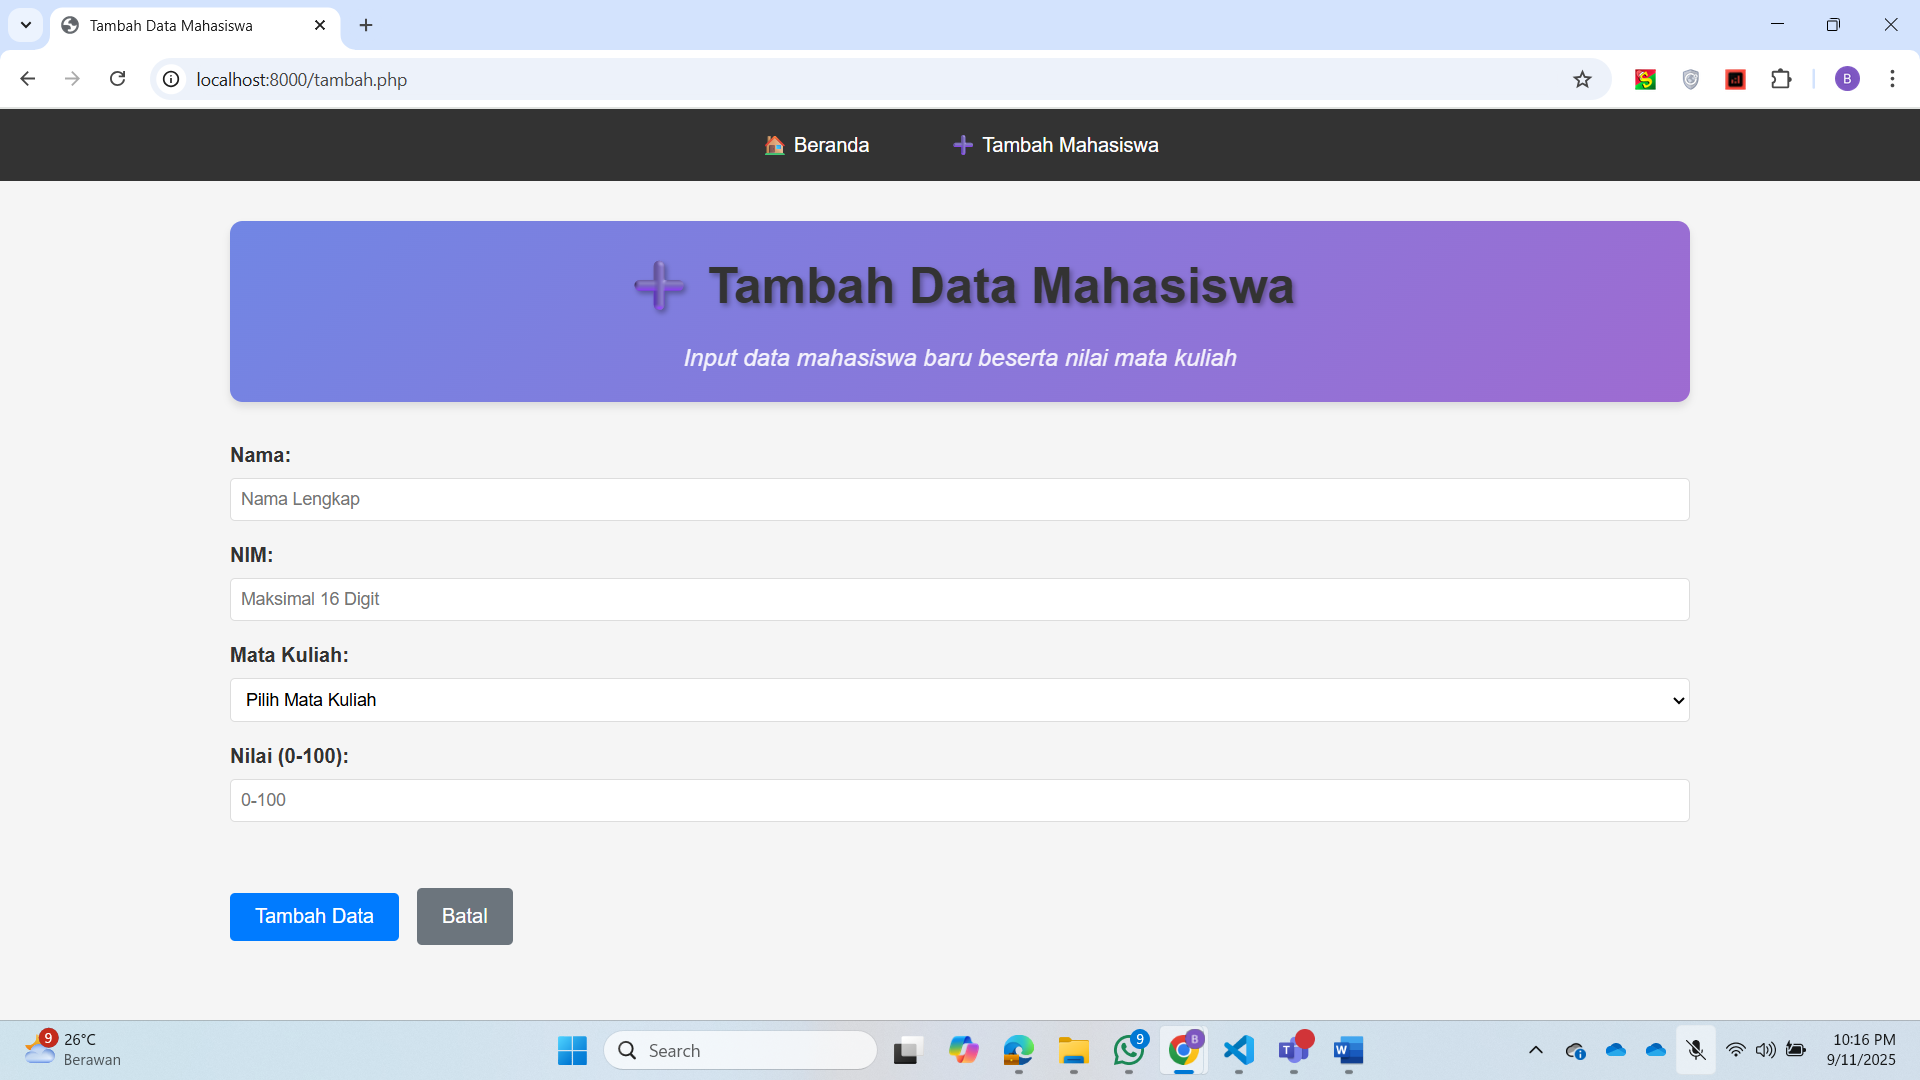 Tambah Data Mahasiswa
localhost:8000/tambah.php
B
Beranda
Tambah Mahasiswa
Tambah Data Mahasiswa
Input data mahasiswa baru beserta nilai mata kuliah
Nama:
Nama Lengkap
NIM:
Maksimal 16 Digit
Mata Kuliah:
Pilih Mata Kuliah
Nilai (0-100):
0-100
Tambah Data
Batal
9
26°C
Berawan
Search
9
B
T
W
10:16 PM
9/11/2025